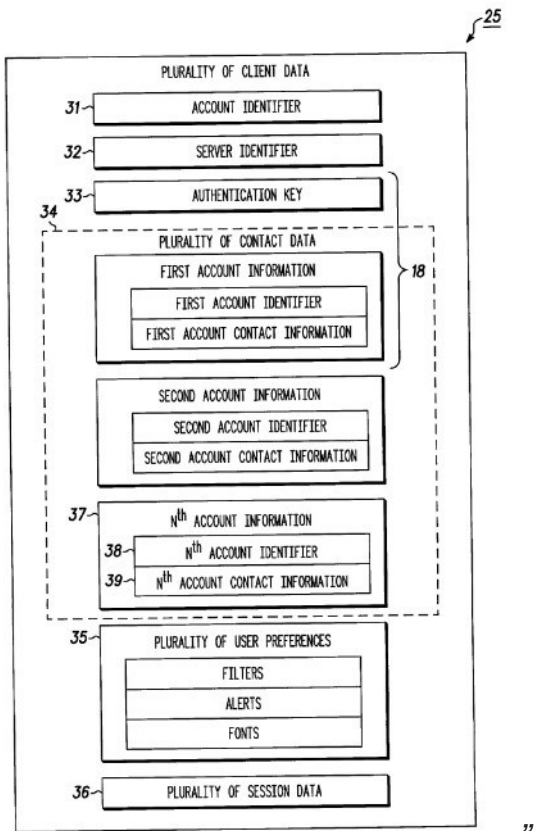 25
PLURALITY OF CLIENT DATA
31 ACCOUNT IDENTIFIER
32 SERVER IDENTIFIER
33 AUTHENTICATION KEY
34
PLURALITY OF CONTACT DATA
18
FIRST ACCOUNT INFORMATION
FIRST ACCOUNT IDENTIFIER
FIRST ACCOUNT CONTACT INFORMATION
SECOND ACCOUNT INFORMATION
SECOND ACCOUNT IDENTIFIER
SECOND ACCOUNT CONTACT INFORMATION
37 Nth ACCOUNT INFORMATION
38 Nth ACCOUNT IDENTIFIER
39 Nth ACCOUNT CONTACT INFORMATION
35 PLURALITY OF USER PREFERENCES
FILTERS
ALERTS
FONTS
36 PLURALITY OF SESSION DATA
”